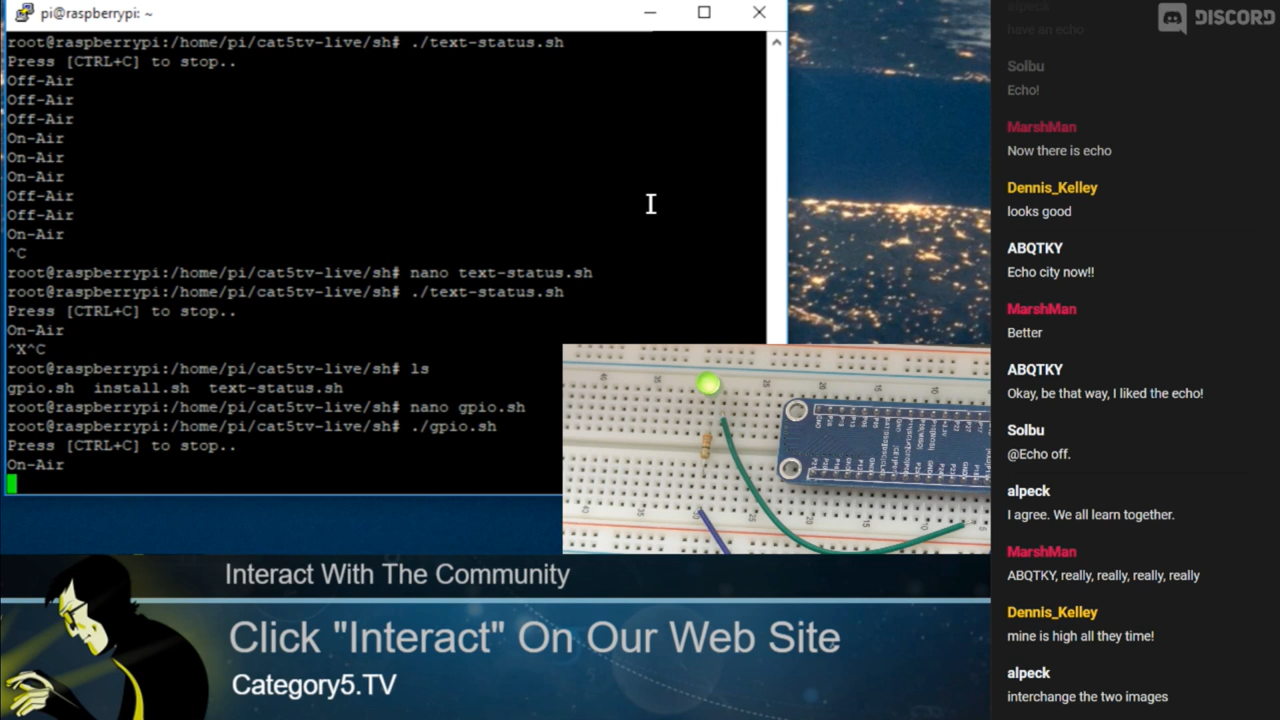 pi@raspberrypi: ~
root@raspberrypi:/home/pi/cat5tv-live/sh# ./text-status.sh
Press [CTRL+C] to stop..
Off-Air
Off-Air
Off-Air
On-Air
On-Air
On-Air
Off-Air
Off-Air
On-Air
^C
root@raspberrypi:/home/pi/cat5tv-live/sh# nano text-status.sh
root@raspberrypi:/home/pi/cat5tv-live/sh# ./text-status.sh
Press [CTRL+C] to stop..
On-Air
^X^C
root@raspberrypi:/home/pi/cat5tv-live/sh# ls
gpio.sh install.sh text-status.sh
root@raspberrypi:/home/pi/cat5tv-live/sh# nano gpio.sh
root@raspberrypi:/home/pi/cat5tv-live/sh# ./gpio.sh
Press [CTRL+C] to stop..
On-Air
Interact With The Community
Click "Interact" On Our Web Site
Category5.TV
DISCORD
alpeck
have an echo
Solbu
Echo!
MarshMan
Now there is echo
Dennis_Kelley
looks good
ABQTKY
Echo city now!!
MarshMan
Better
ABQTKY
Okay, be that way, I liked the echo!
Solbu
@Echo off.
alpeck
I agree. We all learn together.
MarshMan
ABQTKY, really, really, really, really
Dennis_Kelley
mine is high all they time!
alpeck
interchange the two images